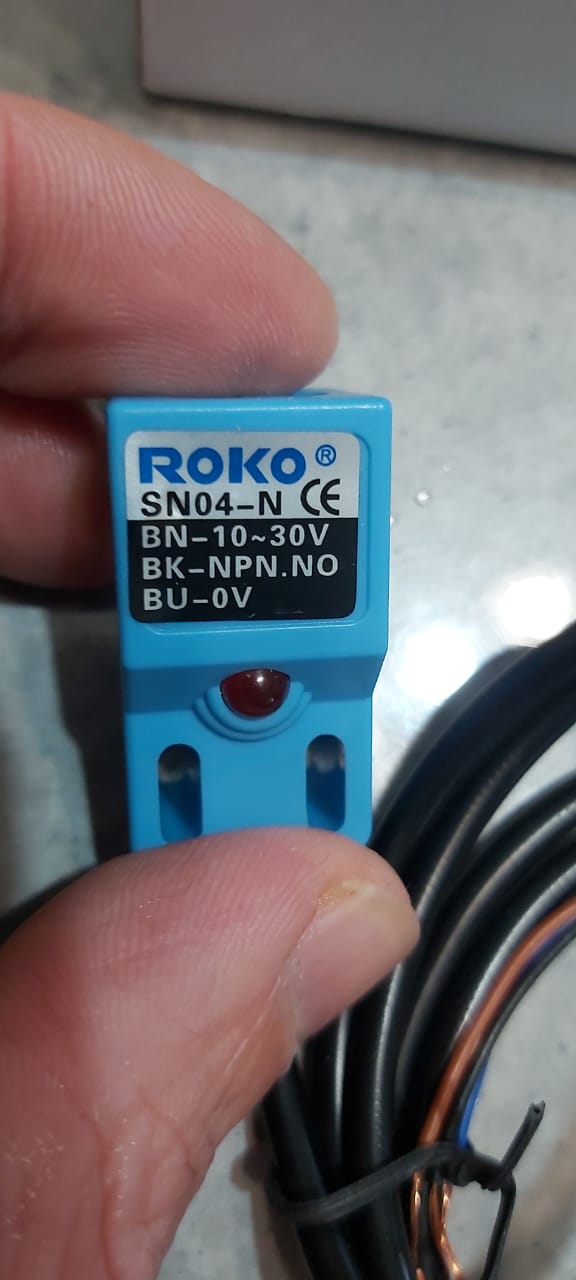 ROKO®
SN04-N CE
BN-10~30V
BK-NPN.NO
BU-0V